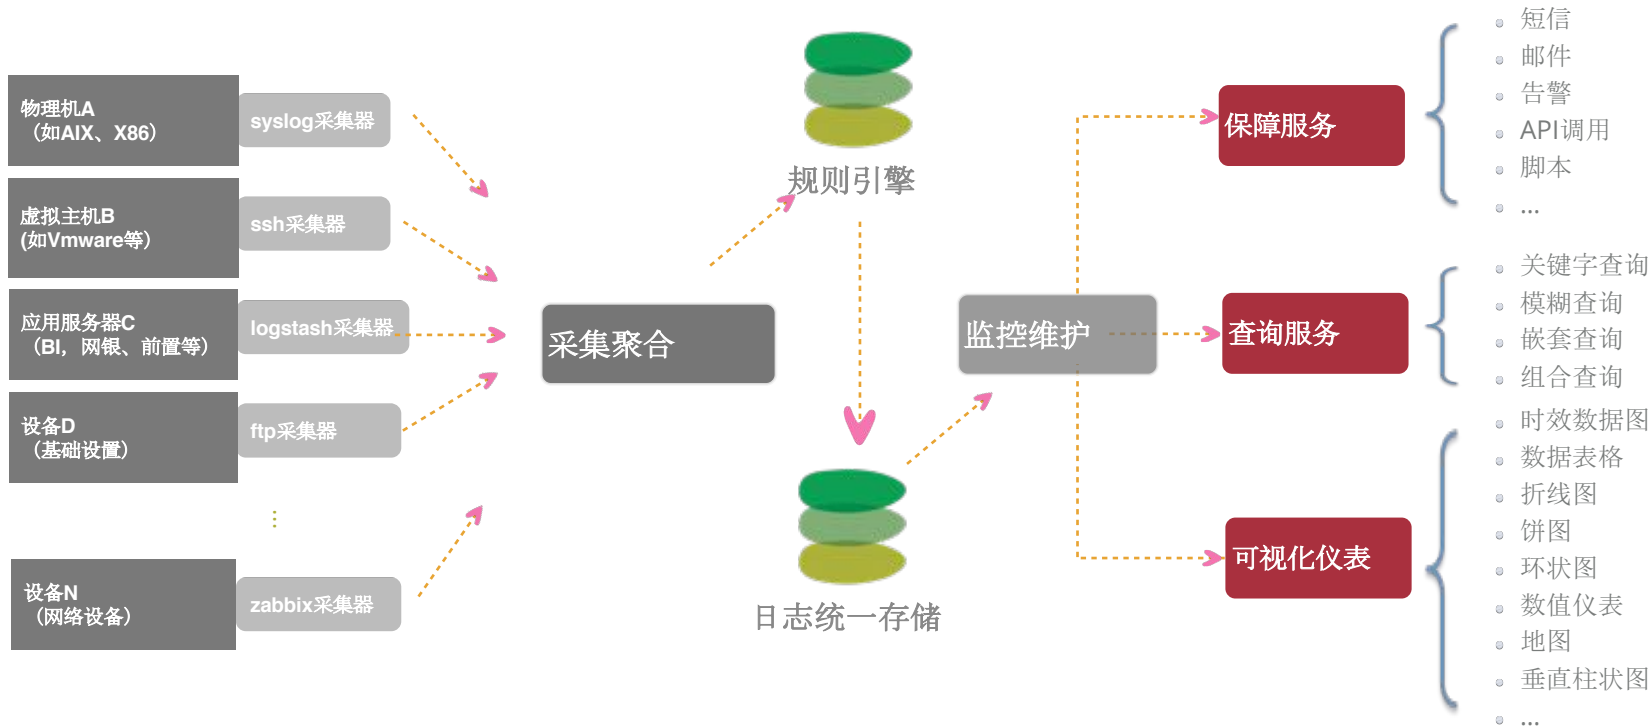 物理机A
（如AIX、X86）
syslog采集器
虚拟主机B
(如Vmware等）
ssh采集器
应用服务器C
（BI，网银、前置等）
logstash采集器
设备D
（基础设置）
ftp采集器
...
设备N
（网络设备）
zabbix采集器
采集聚合
规则引擎
日志统一存储
监控维护
保障服务
短信
邮件
告警
API调用
脚本
...
查询服务
关键字查询
模糊查询
嵌套查询
组合查询
可视化仪表
时效数据图
数据表格
折线图
饼图
环状图
数值仪表
地图
垂直柱状图
...